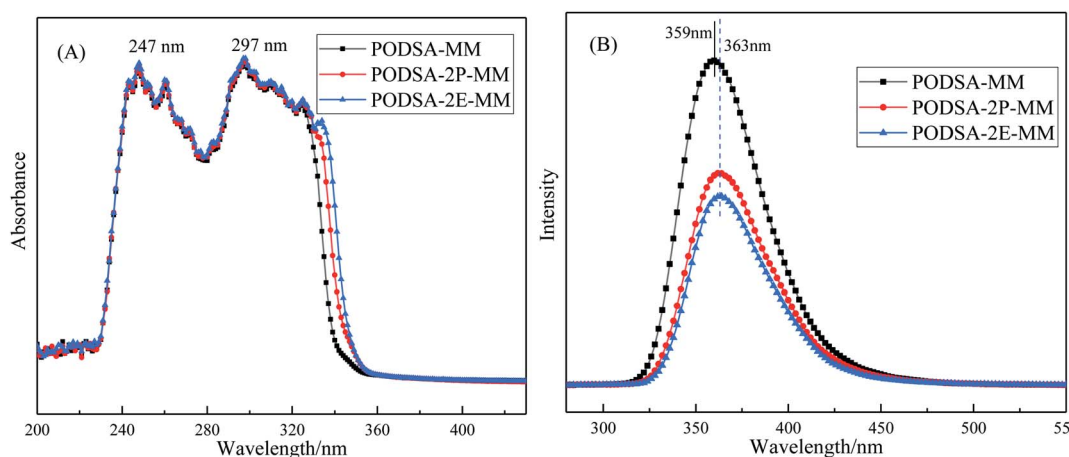 (A)
247 nm
297 nm
PODSA-MM
PODSA-2P-MM
PODSA-2E-MM
Absorbance
200 240 280 320 360 400
Wavelength/nm
(B)
359nm
363nm
PODSA-MM
PODSA-2P-MM
PODSA-2E-MM
Intensity
300 350 400 450 500 55
Wavelength/nm